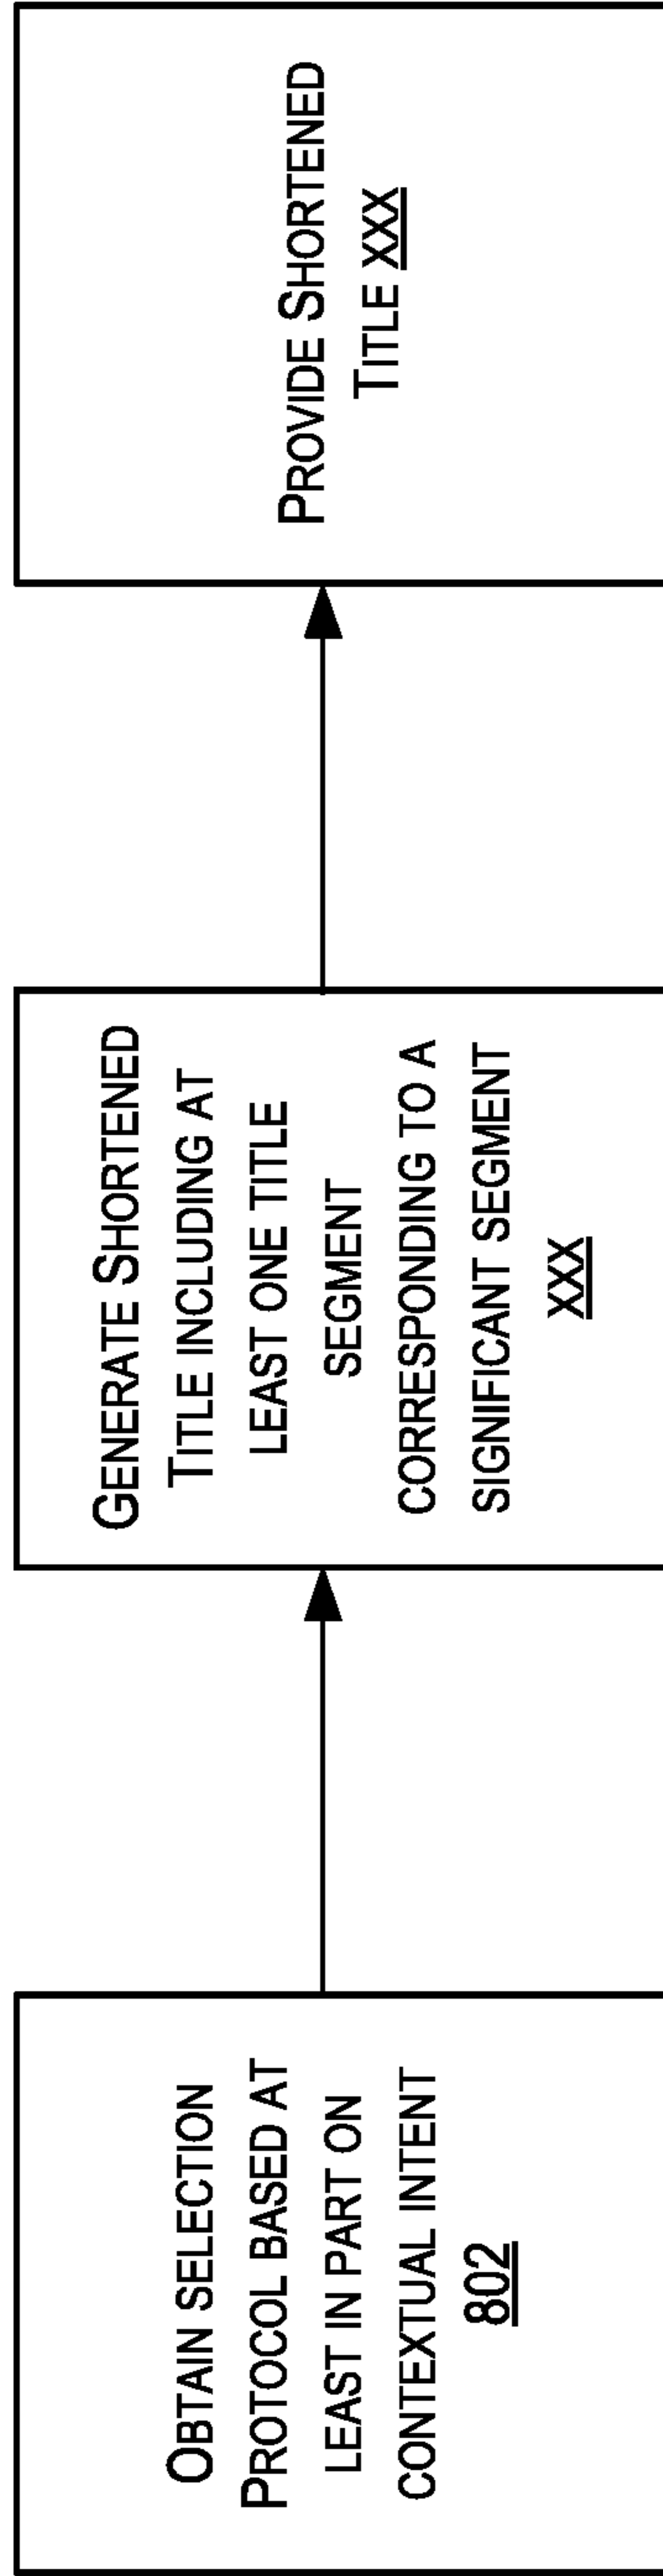 OBTAIN SELECTION
PROTOCOL BASED AT
LEAST IN PART ON
CONTEXTUAL INTENT
802
GENERATE SHORTENED
TITLE INCLUDING AT
LEAST ONE TITLE
SEGMENT
CORRESPONDING TO A
SIGNIFICANT SEGMENT
XXX
PROVIDE SHORTENED
TITLE XXX